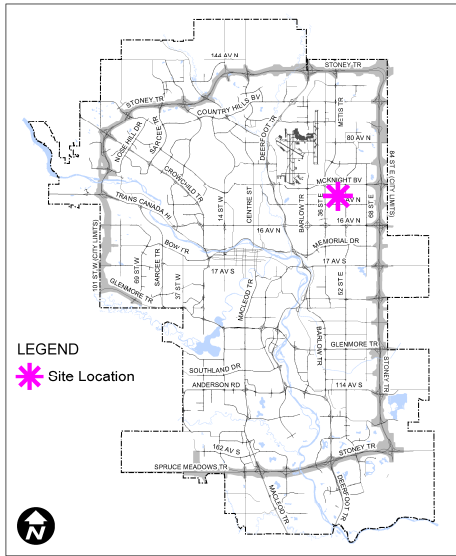 144 AV N
STONEY TR
STONEY TR
COUNTRY HILLS BV
METIS TR
NOSE HILL DR
SARCEE TR
DEERFOOT TR
80 AV N
CROWCHILD TR
84 ST E (CITY LIMITS)
MCKNIGHT BV
TRANS CANADA HI
14 ST W
CENTRE ST
BARLOW TR
36 ST E
AV N
68 ST E
16 AV N
16 AV N
101 ST W (CITY LIMITS)
BOW TR
MEMORIAL DR
69 ST W
SARCEE TR
37 ST W
17 AV S
17 AV S
52 ST E
GLENMORE TR
MACLEOD TR
BARLOW TR
GLENMORE TR
LEGEND
Site Location
SOUTHLAND DR
ANDERSON RD
114 AV S
STONEY TR
162 AV S
STONEY TR
SPRUCE MEADOWS TR
MACLEOD TR
DEERFOOT TR
N